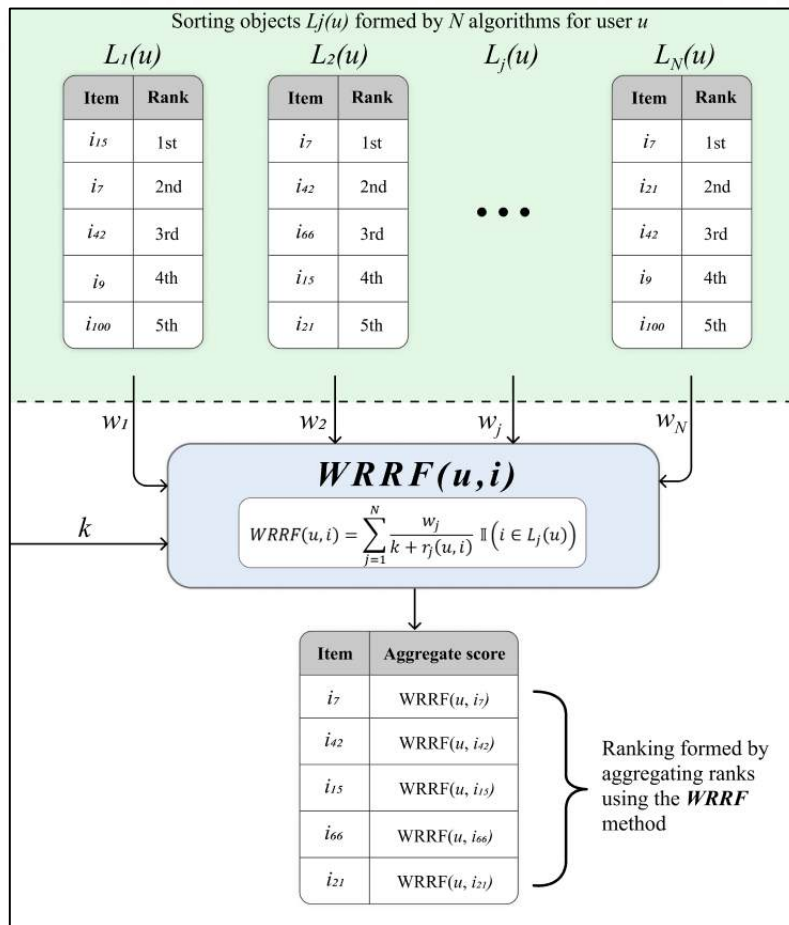 Sorting objects Lj(u) formed by N algorithms for user u
L₁(u) L₂(u) Lⱼ(u) L_N(u)
Item Rank Item Rank Item Rank
i₁₅ 1st i₇ 1st i₇ 1st
i₇ 2nd i₄₂ 2nd i₂₁ 2nd
i₄₂ 3rd i₆₆ 3rd ... i₄₂ 3rd
i₉ 4th i₁₅ 4th i₉ 4th
i₁₀₀ 5th i₂₁ 5th i₁₀₀ 5th
w₁ w₂ wⱼ w_N
WRRF(u,i)
k
WRRF(u,i) = ∑_{j=1}^{N} w_j / (k + r_j(u,i)) 𝕀(i ∈ L_j(u))
Item Aggregate score
i₇ WRRF(u, i₇)
i₄₂ WRRF(u, i₄₂)
i₁₅ WRRF(u, i₁₅)
i₆₆ WRRF(u, i₆₆)
i₂₁ WRRF(u, i₂₁)
Ranking formed by
aggregating ranks
using the WRRF
method